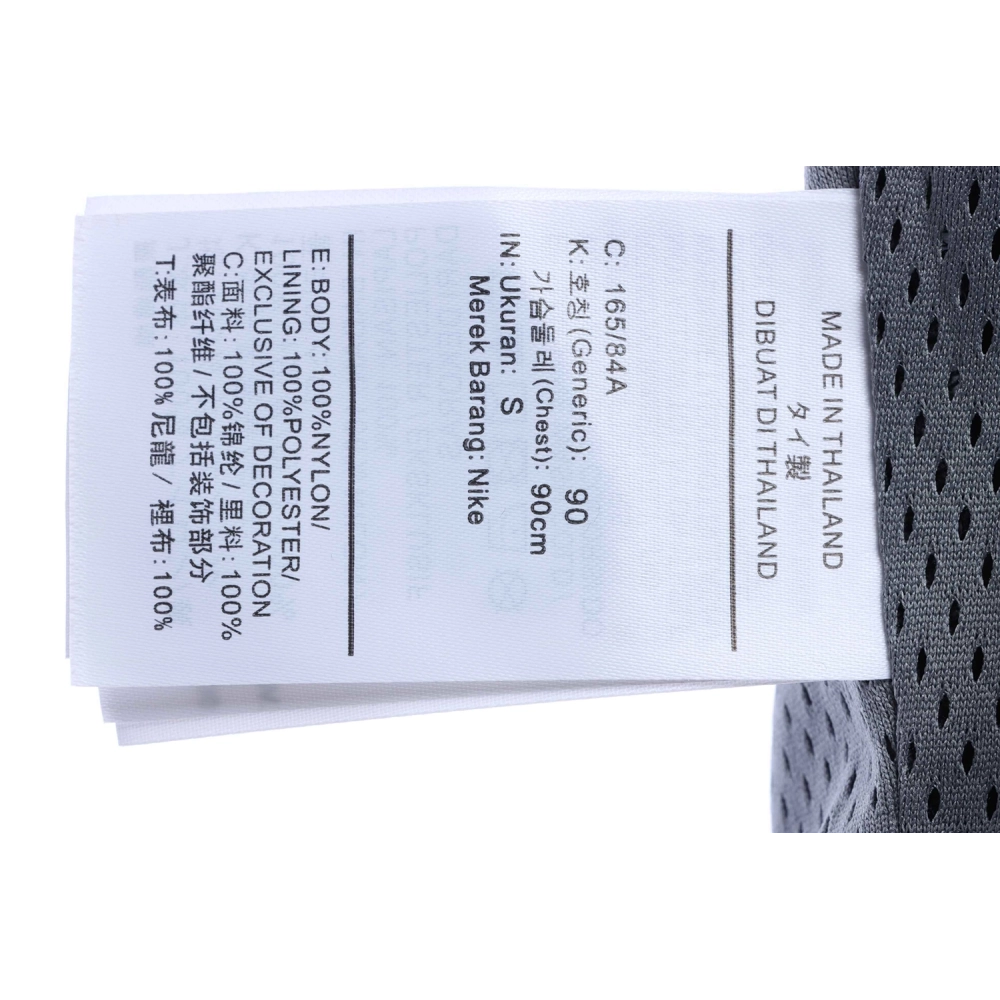 MADE IN THAILAND
タイ製
DIBUAT DI THAILAND
C: 165/84A
K: 호칭(Generic): 90
가슴둘레(Chest): 90cm
IN: Ukuran: S
Merek Barang: Nike
E: BODY: 100%NYLON/
LINING: 100%POLYESTER/
EXCLUSIVE OF DECORATION
C:面料: 100%锦纶/里料: 100%
聚酯纤维/不包括装饰部分
T:表布:100% 尼龍/ 裡布:100%